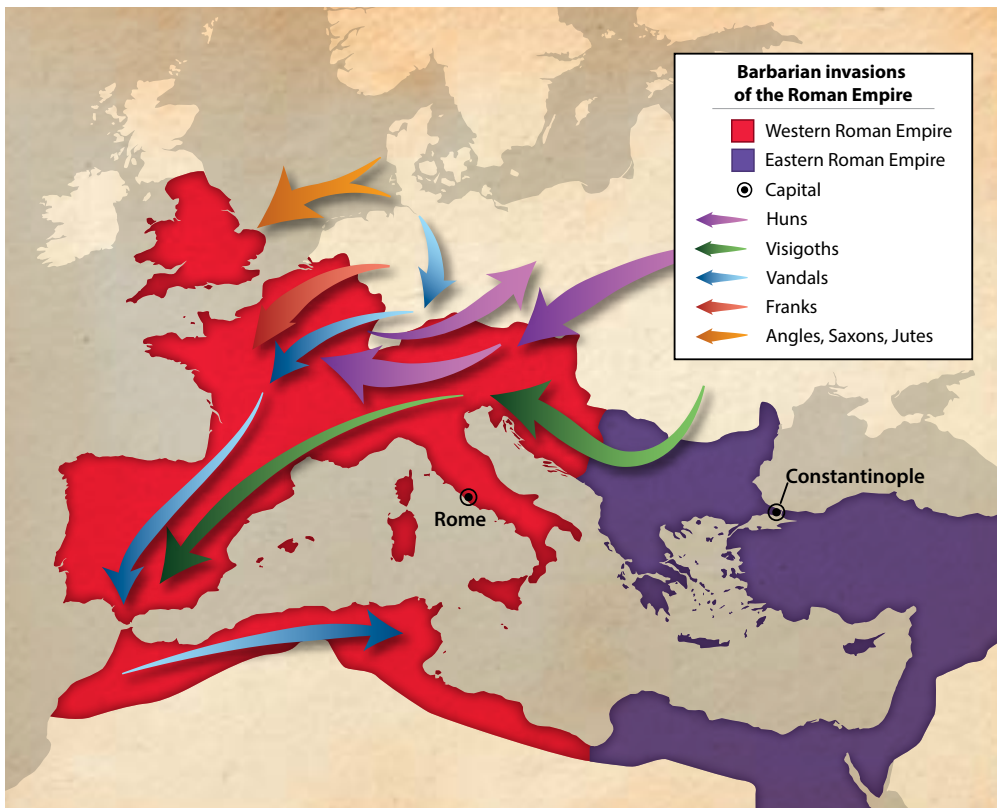 Barbarian invasions
of the Roman Empire
Western Roman Empire
Eastern Roman Empire
Capital
Huns
Visigoths
Vandals
Franks
Angles, Saxons, Jutes
Constantinople
Rome